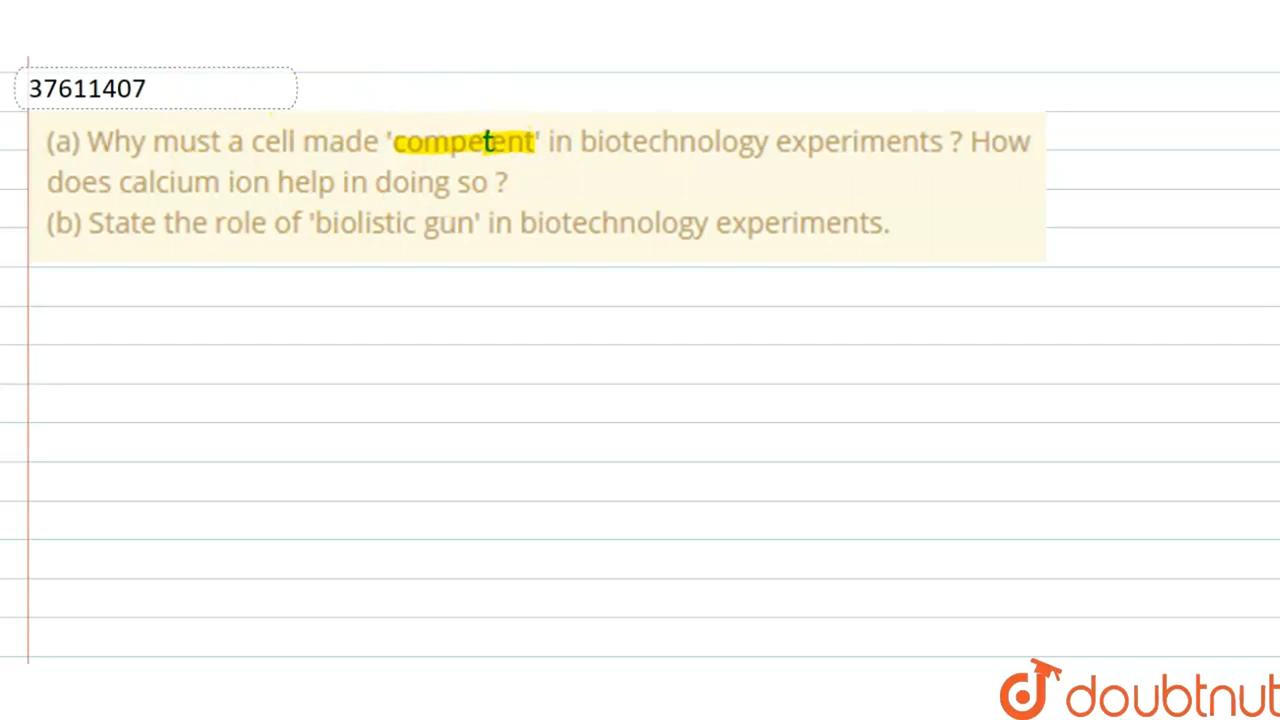 37611407
(a) Why must a cell made 'competent' in biotechnology experiments ? How
does calcium ion help in doing so ?
(b) State the role of 'biolistic gun' in biotechnology experiments.
doubtnut